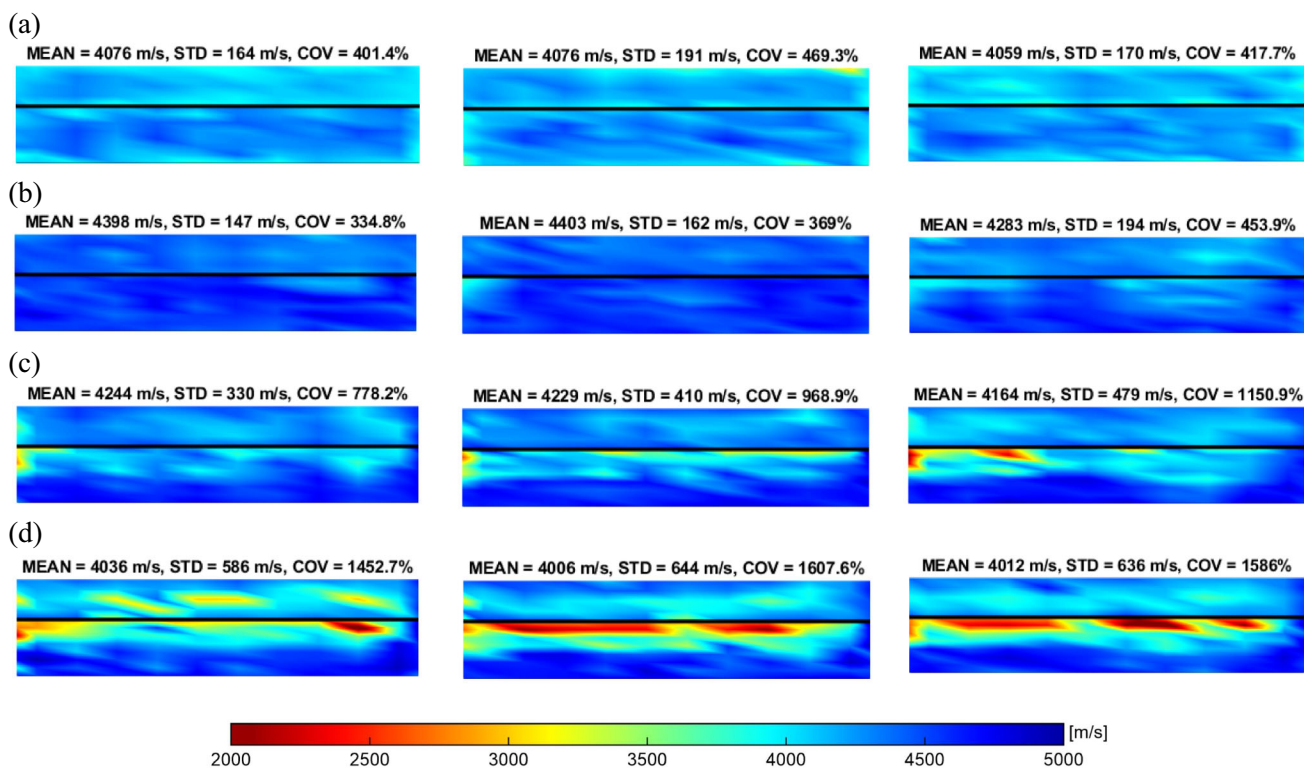 (a)
MEAN = 4076 m/s, STD = 164 m/s, COV = 401.4%
MEAN = 4076 m/s, STD = 191 m/s, COV = 469.3%
MEAN = 4059 m/s, STD = 170 m/s, COV = 417.7%
(b)
MEAN = 4398 m/s, STD = 147 m/s, COV = 334.8%
MEAN = 4403 m/s, STD = 162 m/s, COV = 369%
MEAN = 4283 m/s, STD = 194 m/s, COV = 453.9%
(c)
MEAN = 4244 m/s, STD = 330 m/s, COV = 778.2%
MEAN = 4229 m/s, STD = 410 m/s, COV = 968.9%
MEAN = 4164 m/s, STD = 479 m/s, COV = 1150.9%
(d)
MEAN = 4036 m/s, STD = 586 m/s, COV = 1452.7%
MEAN = 4006 m/s, STD = 644 m/s, COV = 1607.6%
MEAN = 4012 m/s, STD = 636 m/s, COV = 1586%
[m/s]
2000 2500 3000 3500 4000 4500 5000